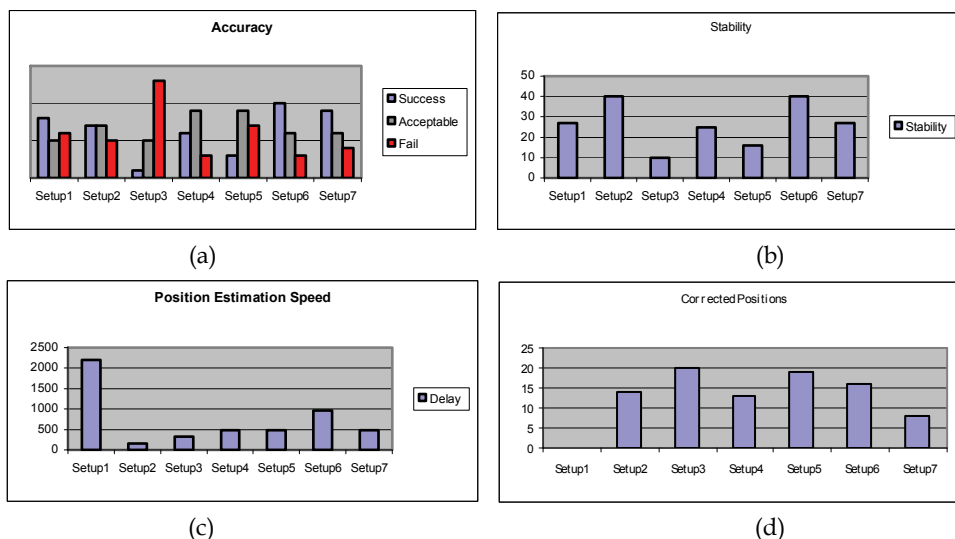 Accuracy
Success
Acceptable
Fail
Setup1 Setup2 Setup3 Setup4 Setup5 Setup6 Setup7
(a)
Stability
50
40
30
20
10
0
Setup1 Setup2 Setup3 Setup4 Setup5 Setup6 Setup7
Stability
(b)
Position Estimation Speed
2500
2000
1500
1000
500
0
Setup1 Setup2 Setup3 Setup4 Setup5 Setup6 Setup7
Delay
(c)
Corrected Positions
25
20
15
10
5
0
Setup1 Setup2 Setup3 Setup4 Setup5 Setup6 Setup7
(d)